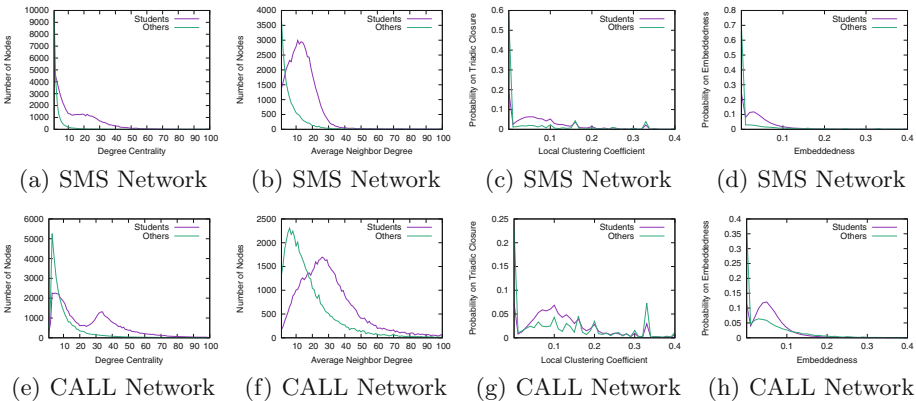 Number of Nodes
10000
9000
8000
7000
6000
5000
4000
3000
2000
1000
0
Students
Others
10 20 30 40 50 60 70 80 90 100
Degree Centrality
(a) SMS Network
Number of Nodes
4000
3500
3000
2500
2000
1500
1000
500
0
Students
Others
10 20 30 40 50 60 70 80 90 100
Average Neighbor Degree
(b) SMS Network
Probability on Triadic Closure
0.6
0.5
0.4
0.3
0.2
0.1
0
Students
Others
0.1 0.2 0.3 0.4
Local Clustering Coefficient
(c) SMS Network
Probability on Embeddedness
0.8
0.7
0.6
0.5
0.4
0.3
0.2
0.1
0
Students
Others
0.1 0.2 0.3 0.4
Embeddedness
(d) SMS Network
Number of Nodes
6000
5000
4000
3000
2000
1000
0
Students
Others
10 20 30 40 50 60 70 80 90 100
Degree Centrality
(e) CALL Network
Number of Nodes
2500
2000
1500
1000
500
0
Students
Others
10 20 30 40 50 60 70 80 90 100
Average Neighbor Degree
(f) CALL Network
Probability on Triadic Closure
0.25
0.2
0.15
0.1
0.05
0
Students
Others
0.1 0.2 0.3 0.4
Local Clustering Coefficient
(g) CALL Network
Probability on Embeddedness
0.4
0.35
0.3
0.25
0.2
0.15
0.1
0.05
0
Students
Others
0.1 0.2 0.3 0.4
Embeddedness
(h) CALL Network